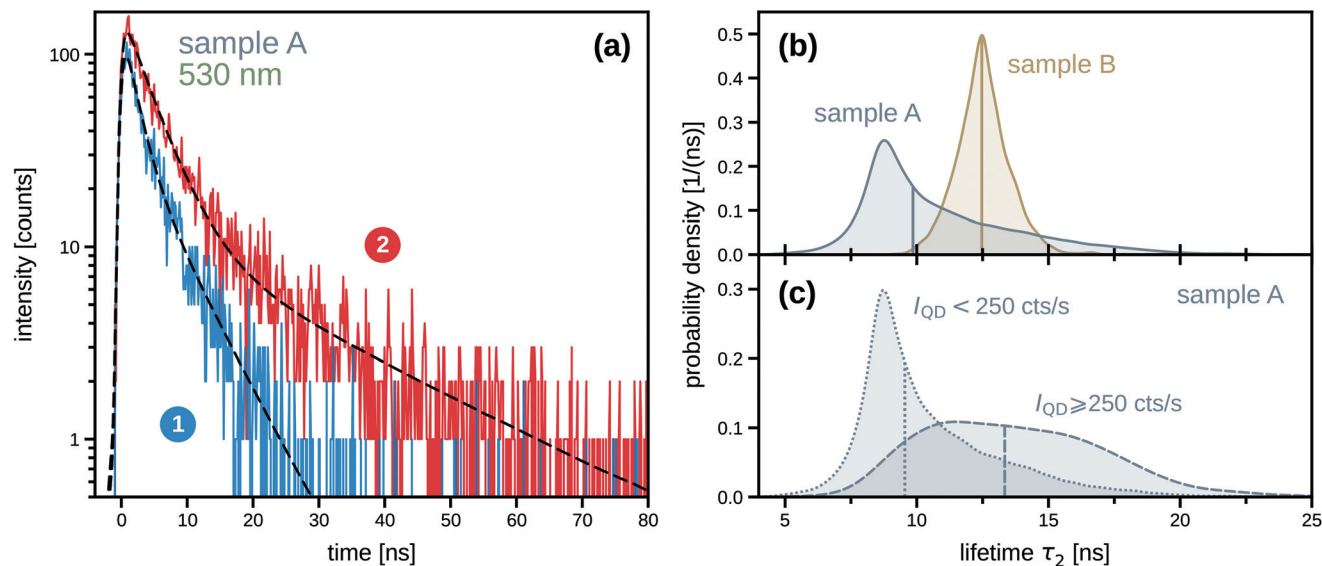 sample A
530 nm
(a)
100
10
1
2
1
intensity [counts]
0
10
20
30
40
50
60
70
80
time [ns]
(b)
sample B
sample A
0.5
0.4
0.3
0.2
0.1
0.0
probability density [1/(ns)]
(c)
I_QD < 250 cts/s
sample A
I_QD ⩾ 250 cts/s
0.3
0.2
0.1
0.0
5
10
15
20
25
lifetime τ₂ [ns]